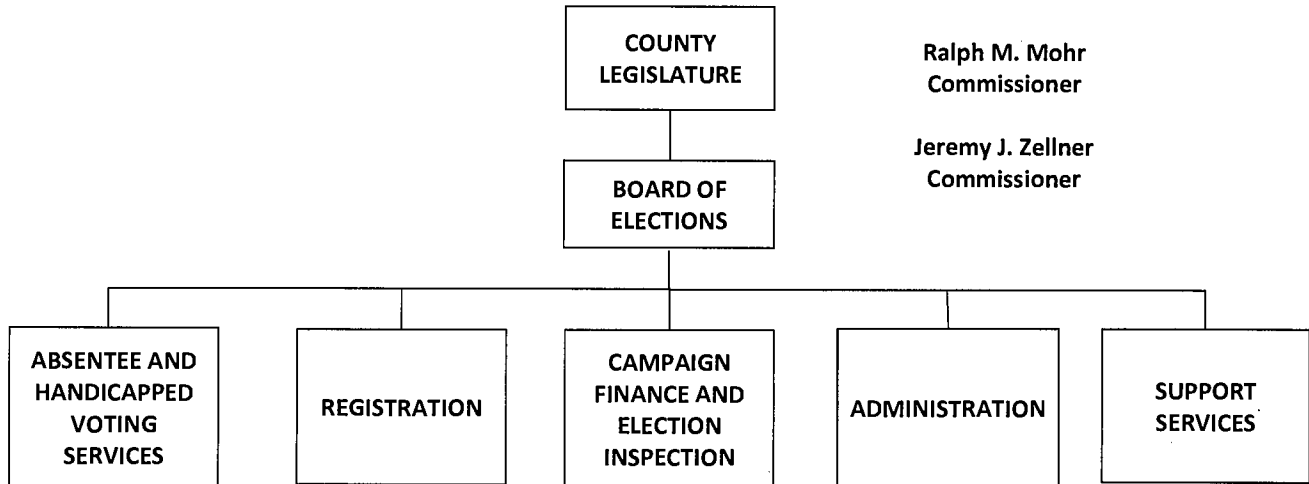 COUNTY
LEGISLATURE
Ralph M. Mohr
Commissioner
Jeremy J. Zellner
Commissioner
BOARD OF
ELECTIONS
ABSENTEE AND
HANDICAPPED
VOTING
SERVICES
REGISTRATION
CAMPAIGN
FINANCE AND
ELECTION
INSPECTION
ADMINISTRATION
SUPPORT
SERVICES